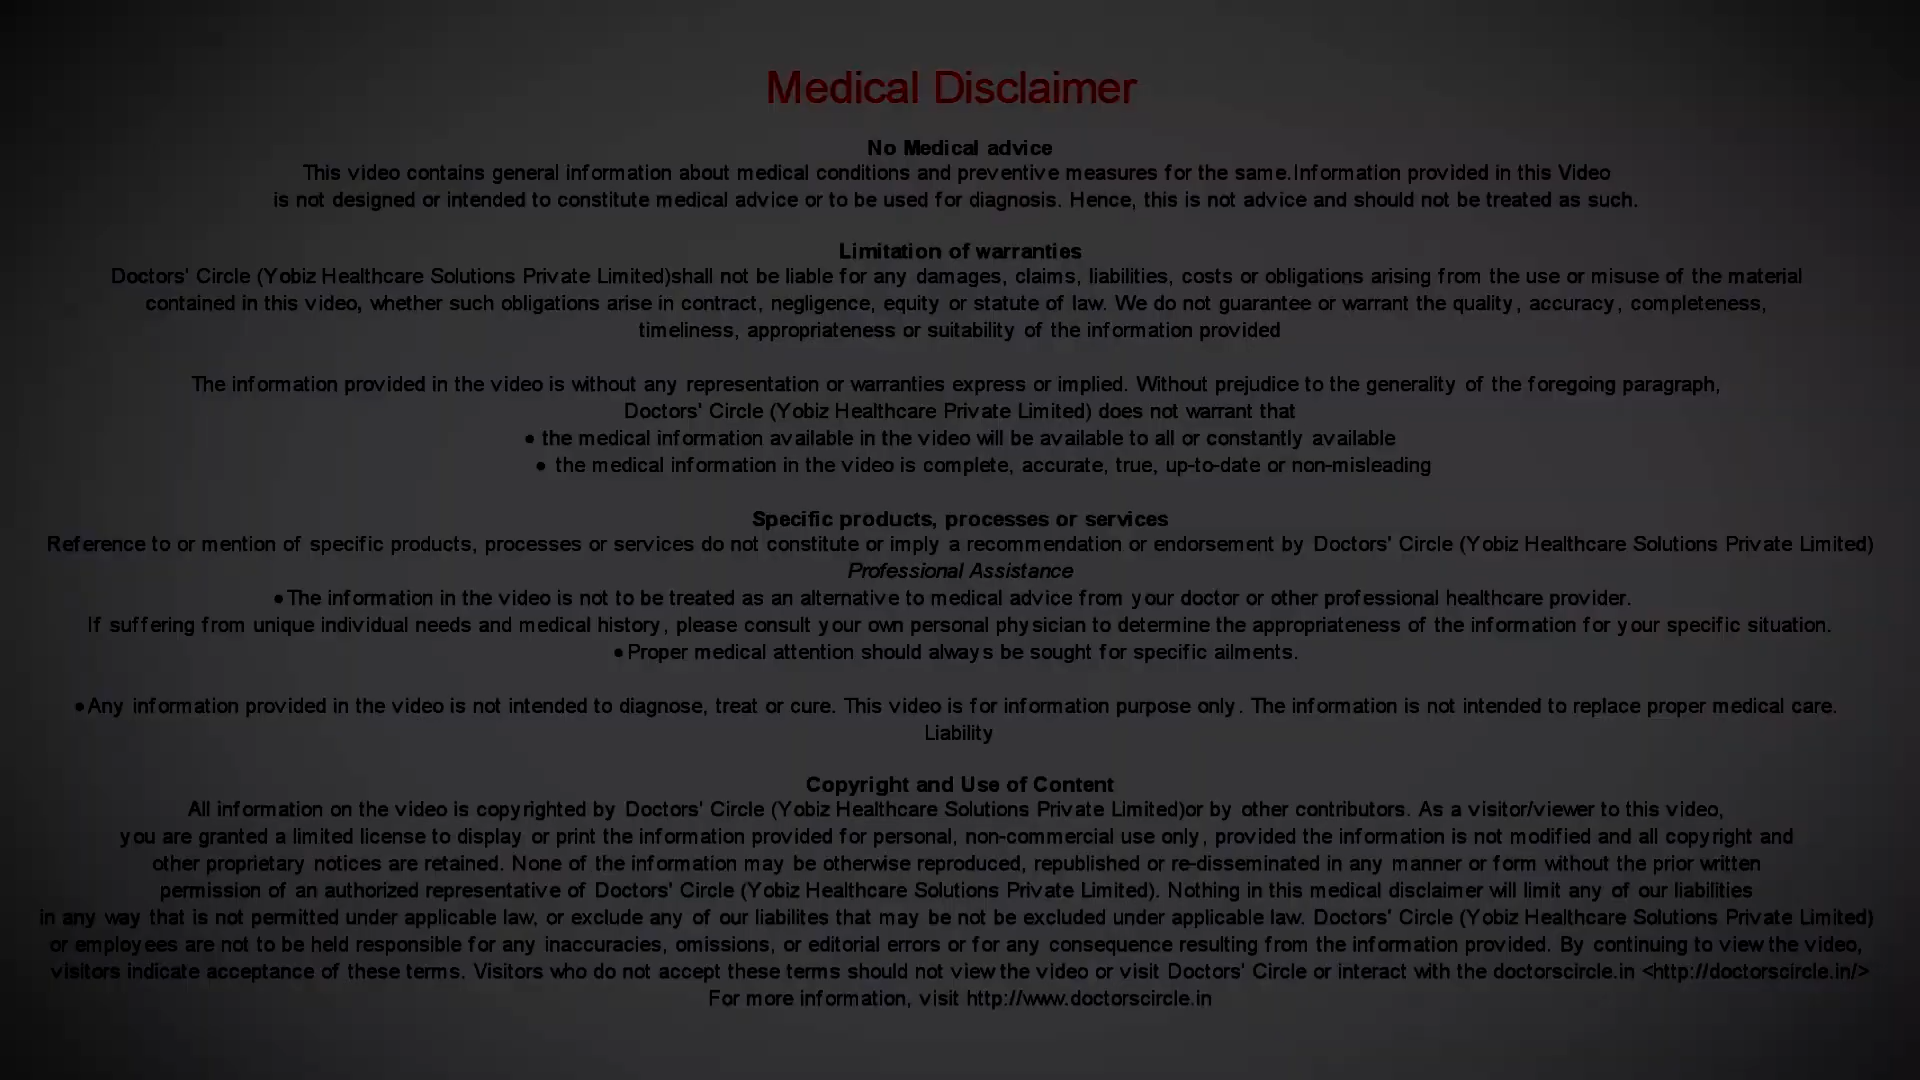 Medical Disclaimer
No Medical advice
This video contains general information about medical conditions and preventive measures for the same.Information provided in this Video
is not designed or intended to constitute medical advice or to be used for diagnosis. Hence, this is not advice and should not be treated as such.
Limitation of warranties
Doctors' Circle (Yobiz Healthcare Solutions Private Limited)shall not be liable for any damages, claims, liabilities, costs or obligations arising from the use or misuse of the material
contained in this video, whether such obligations arise in contract, negligence, equity or statute of law. We do not guarantee or warrant the quality, accuracy, completeness,
timeliness, appropriateness or suitability of the information provided
The information provided in the video is without any representation or warranties express or implied. Without prejudice to the generality of the foregoing paragraph,
Doctors' Circle (Yobiz Healthcare Private Limited) does not warrant that
● the medical information available in the video will be available to all or constantly available
● the medical information in the video is complete, accurate, true, up-to-date or non-misleading
Specific products, processes or services
Reference to or mention of specific products, processes or services do not constitute or imply a recommendation or endorsement by Doctors' Circle (Yobiz Healthcare Solutions Private Limited)
Professional Assistance
●The information in the video is not to be treated as an alternative to medical advice from your doctor or other professional healthcare provider.
If suffering from unique individual needs and medical history, please consult your own personal physician to determine the appropriateness of the information for your specific situation.
●Proper medical attention should always be sought for specific ailments.
●Any information provided in the video is not intended to diagnose, treat or cure. This video is for information purpose only. The information is not intended to replace proper medical care.
Liability
Copyright and Use of Content
All information on the video is copyrighted by Doctors' Circle (Yobiz Healthcare Solutions Private Limited)or by other contributors. As a visitor/viewer to this video,
you are granted a limited license to display or print the information provided for personal, non-commercial use only, provided the information is not modified and all copyright and
other proprietary notices are retained. None of the information may be otherwise reproduced, republished or re-disseminated in any manner or form without the prior written
permission of an authorized representative of Doctors' Circle (Yobiz Healthcare Solutions Private Limited). Nothing in this medical disclaimer will limit any of our liabilities
in any way that is not permitted under applicable law, or exclude any of our liabilites that may be not be excluded under applicable law. Doctors' Circle (Yobiz Healthcare Solutions Private Limited)
or employees are not to be held responsible for any inaccuracies, omissions, or editorial errors or for any consequence resulting from the information provided. By continuing to view the video,
visitors indicate acceptance of these terms. Visitors who do not accept these terms should not view the video or visit Doctors' Circle or interact with the doctorscircle.in <http://doctorscircle.in/>
For more information, visit http://www.doctorscircle.in